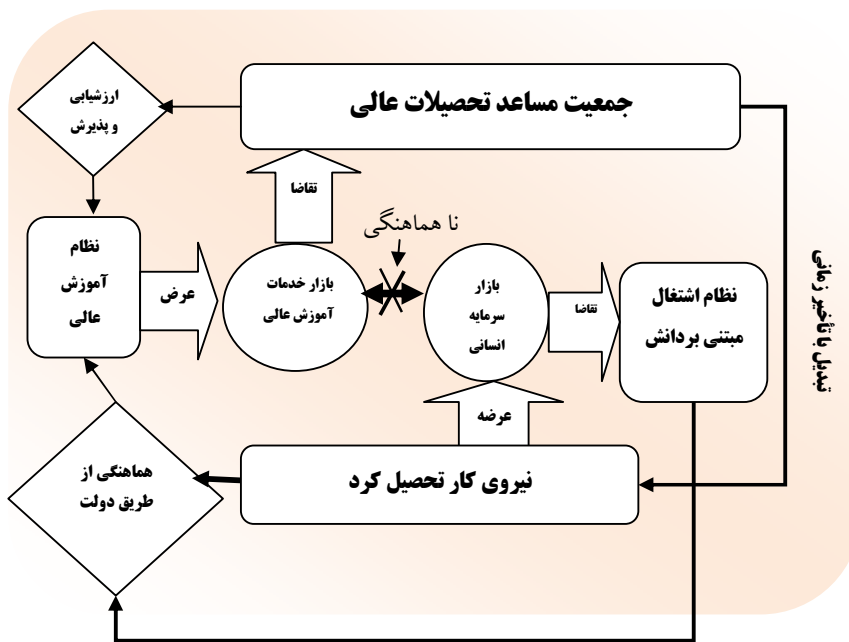 ارزشیابی
و پذیرش
جمعیت مساعد تحصیلات عالی
تقاضا
نا هماهنگی
نظام
آموزش
عالی
عرض
بازار خدمات
آموزش عالی
بازار
سرمایه
انسانی
تقاضا
نظام اشتغال
مبتنی بردانش
تبدیل با تأخیر زمانی
عرضه
هماهنگی از
طریق دولت
نیروی کار تحصیل کرد